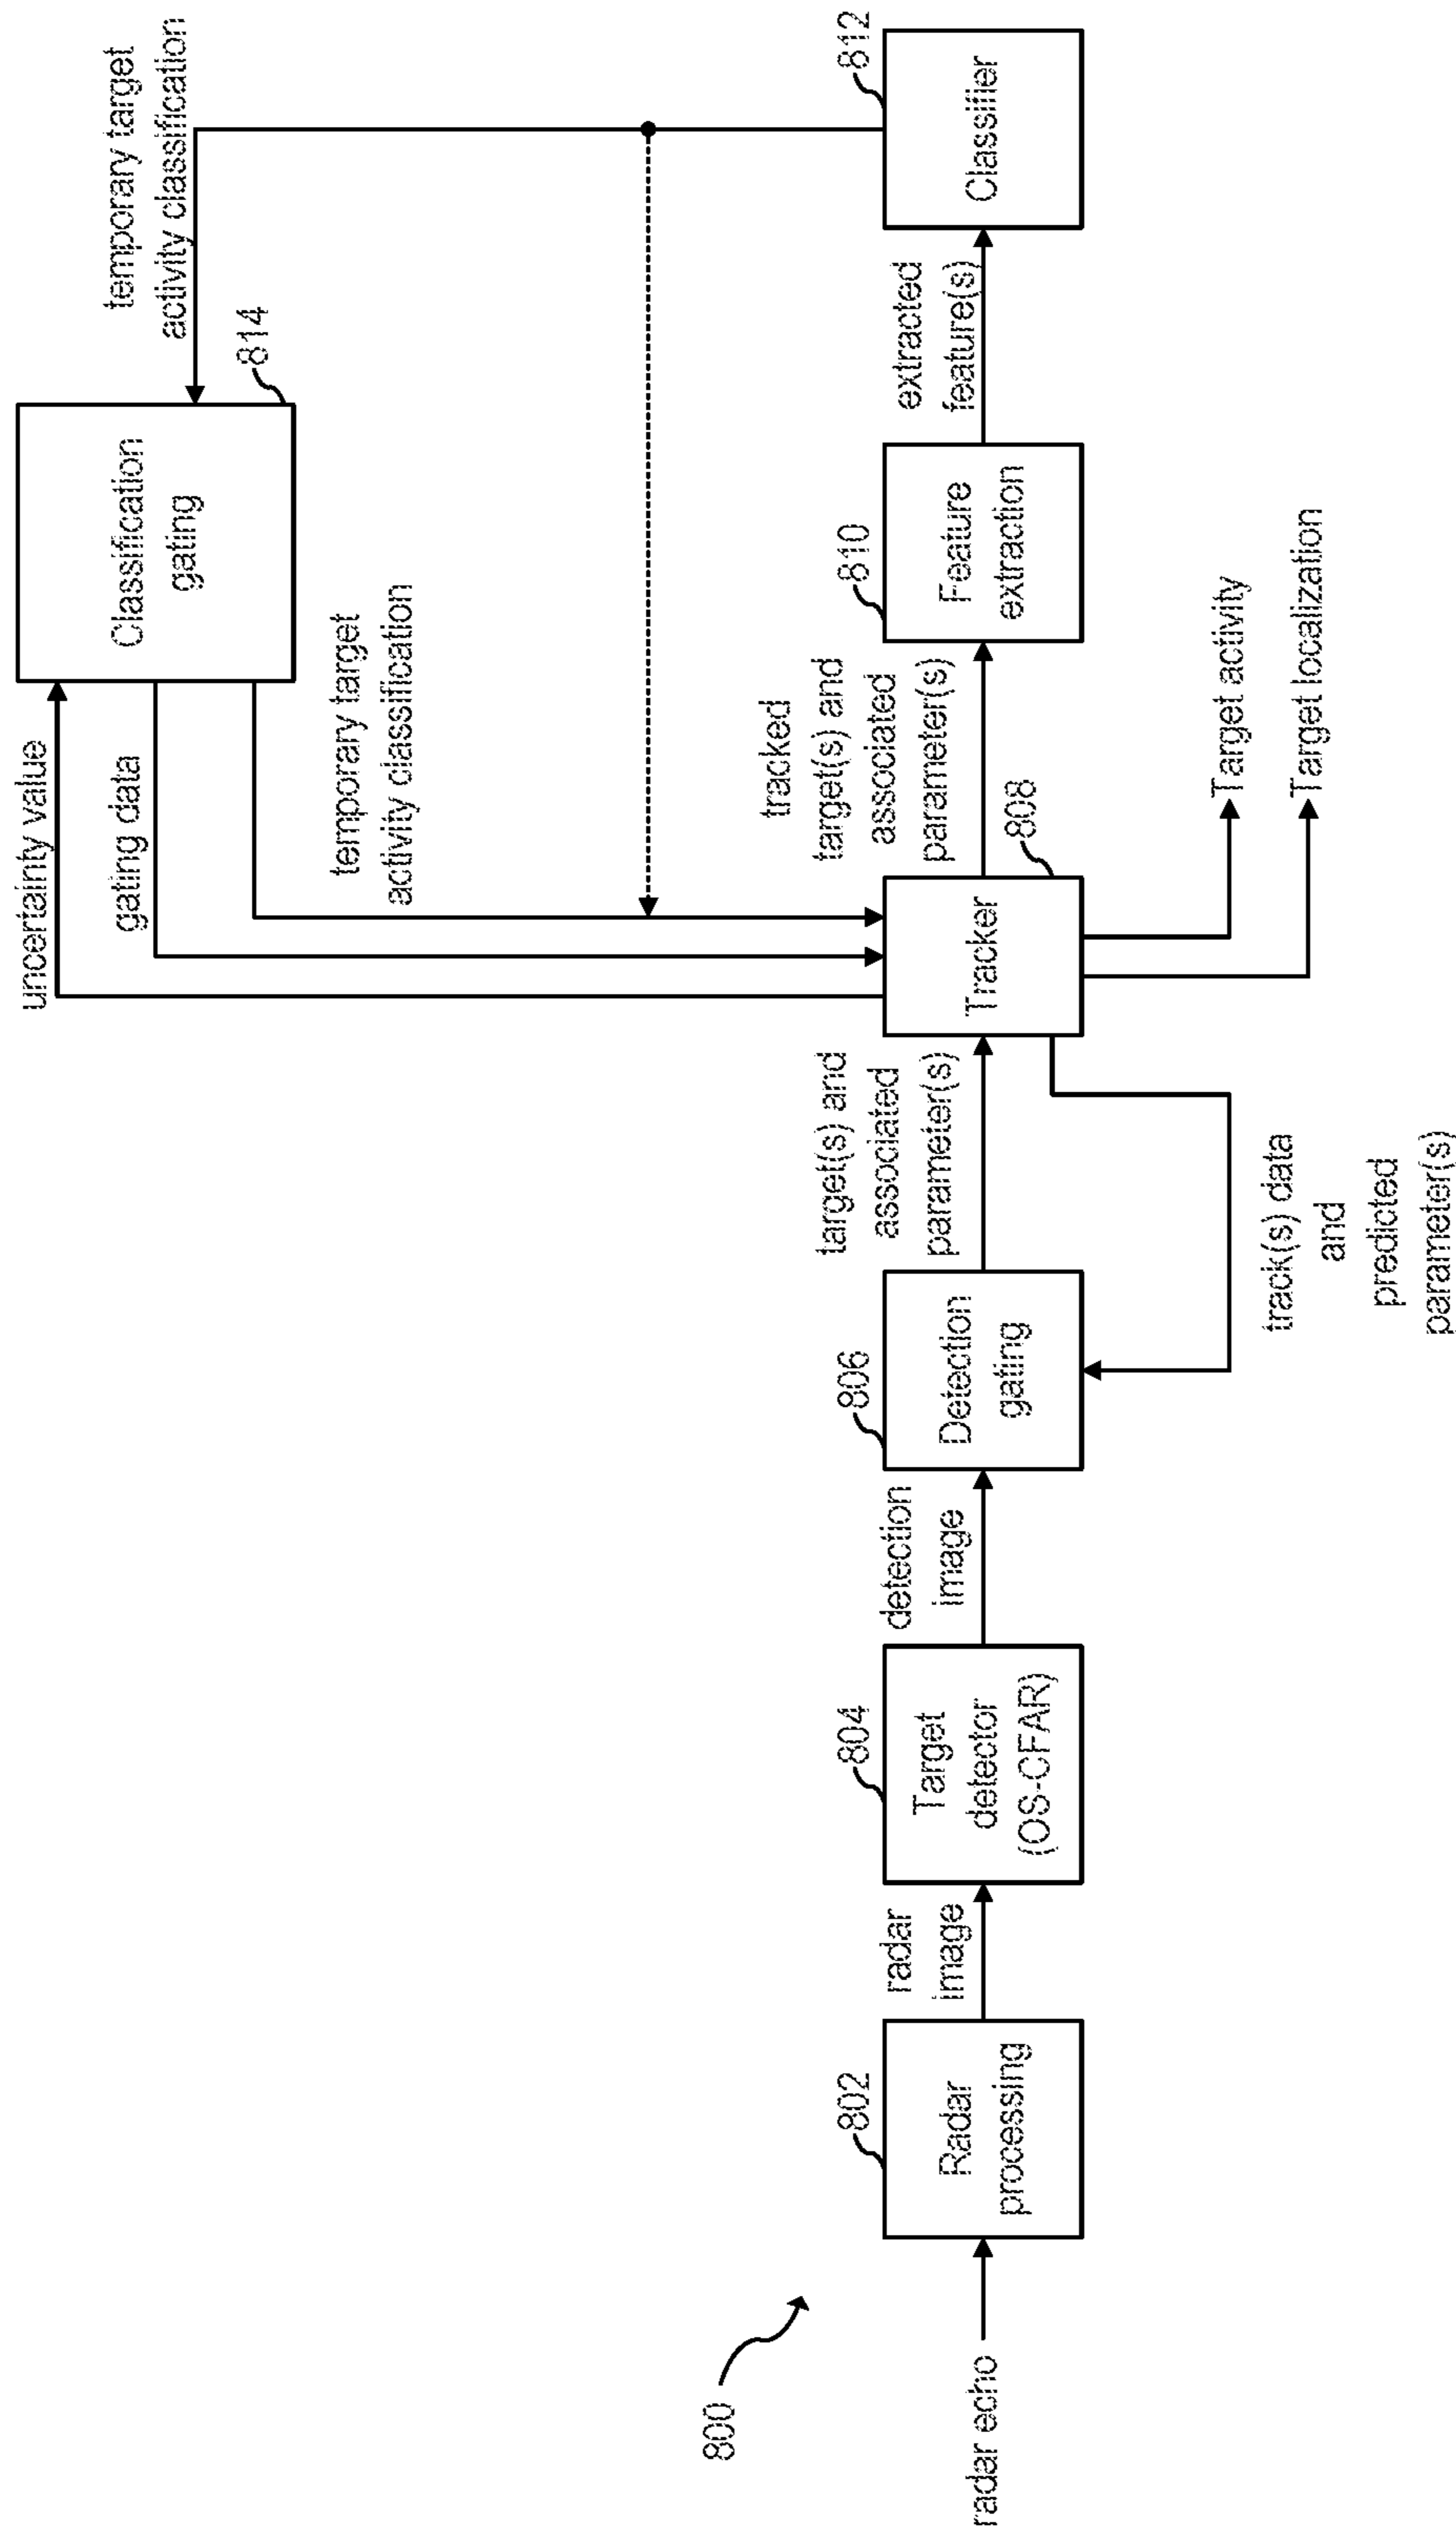 800
radar echo
802
Radar
processing
radar
image
804
Target
detector
(OS-CFAR)
detection
image
806
Detection
gating
target(s) and
associated
parameter(s)
track(s) data
and
predicted
parameter(s)
808
Tracker
Target activity
Target localization
uncertainty value
gating data
temporary target
activity classification
tracked
target(s) and
associated
parameter(s)
810
Feature
extraction
extracted
feature(s)
812
Classifier
temporary target
activity classification
814
Classification
gating